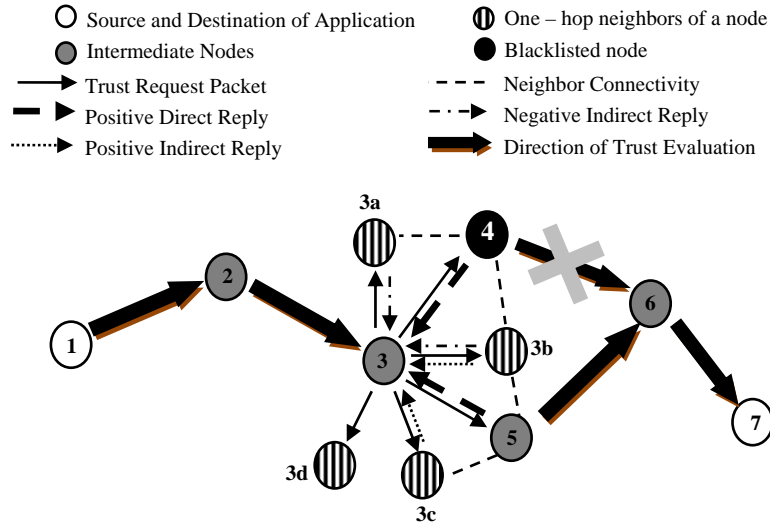 Source and Destination of Application
One – hop neighbors of a node
Intermediate Nodes
Blacklisted node
Trust Request Packet
Neighbor Connectivity
Positive Direct Reply
Negative Indirect Reply
Positive Indirect Reply
Direction of Trust Evaluation
3a
4
2
6
1
3
3b
7
5
3d
3c